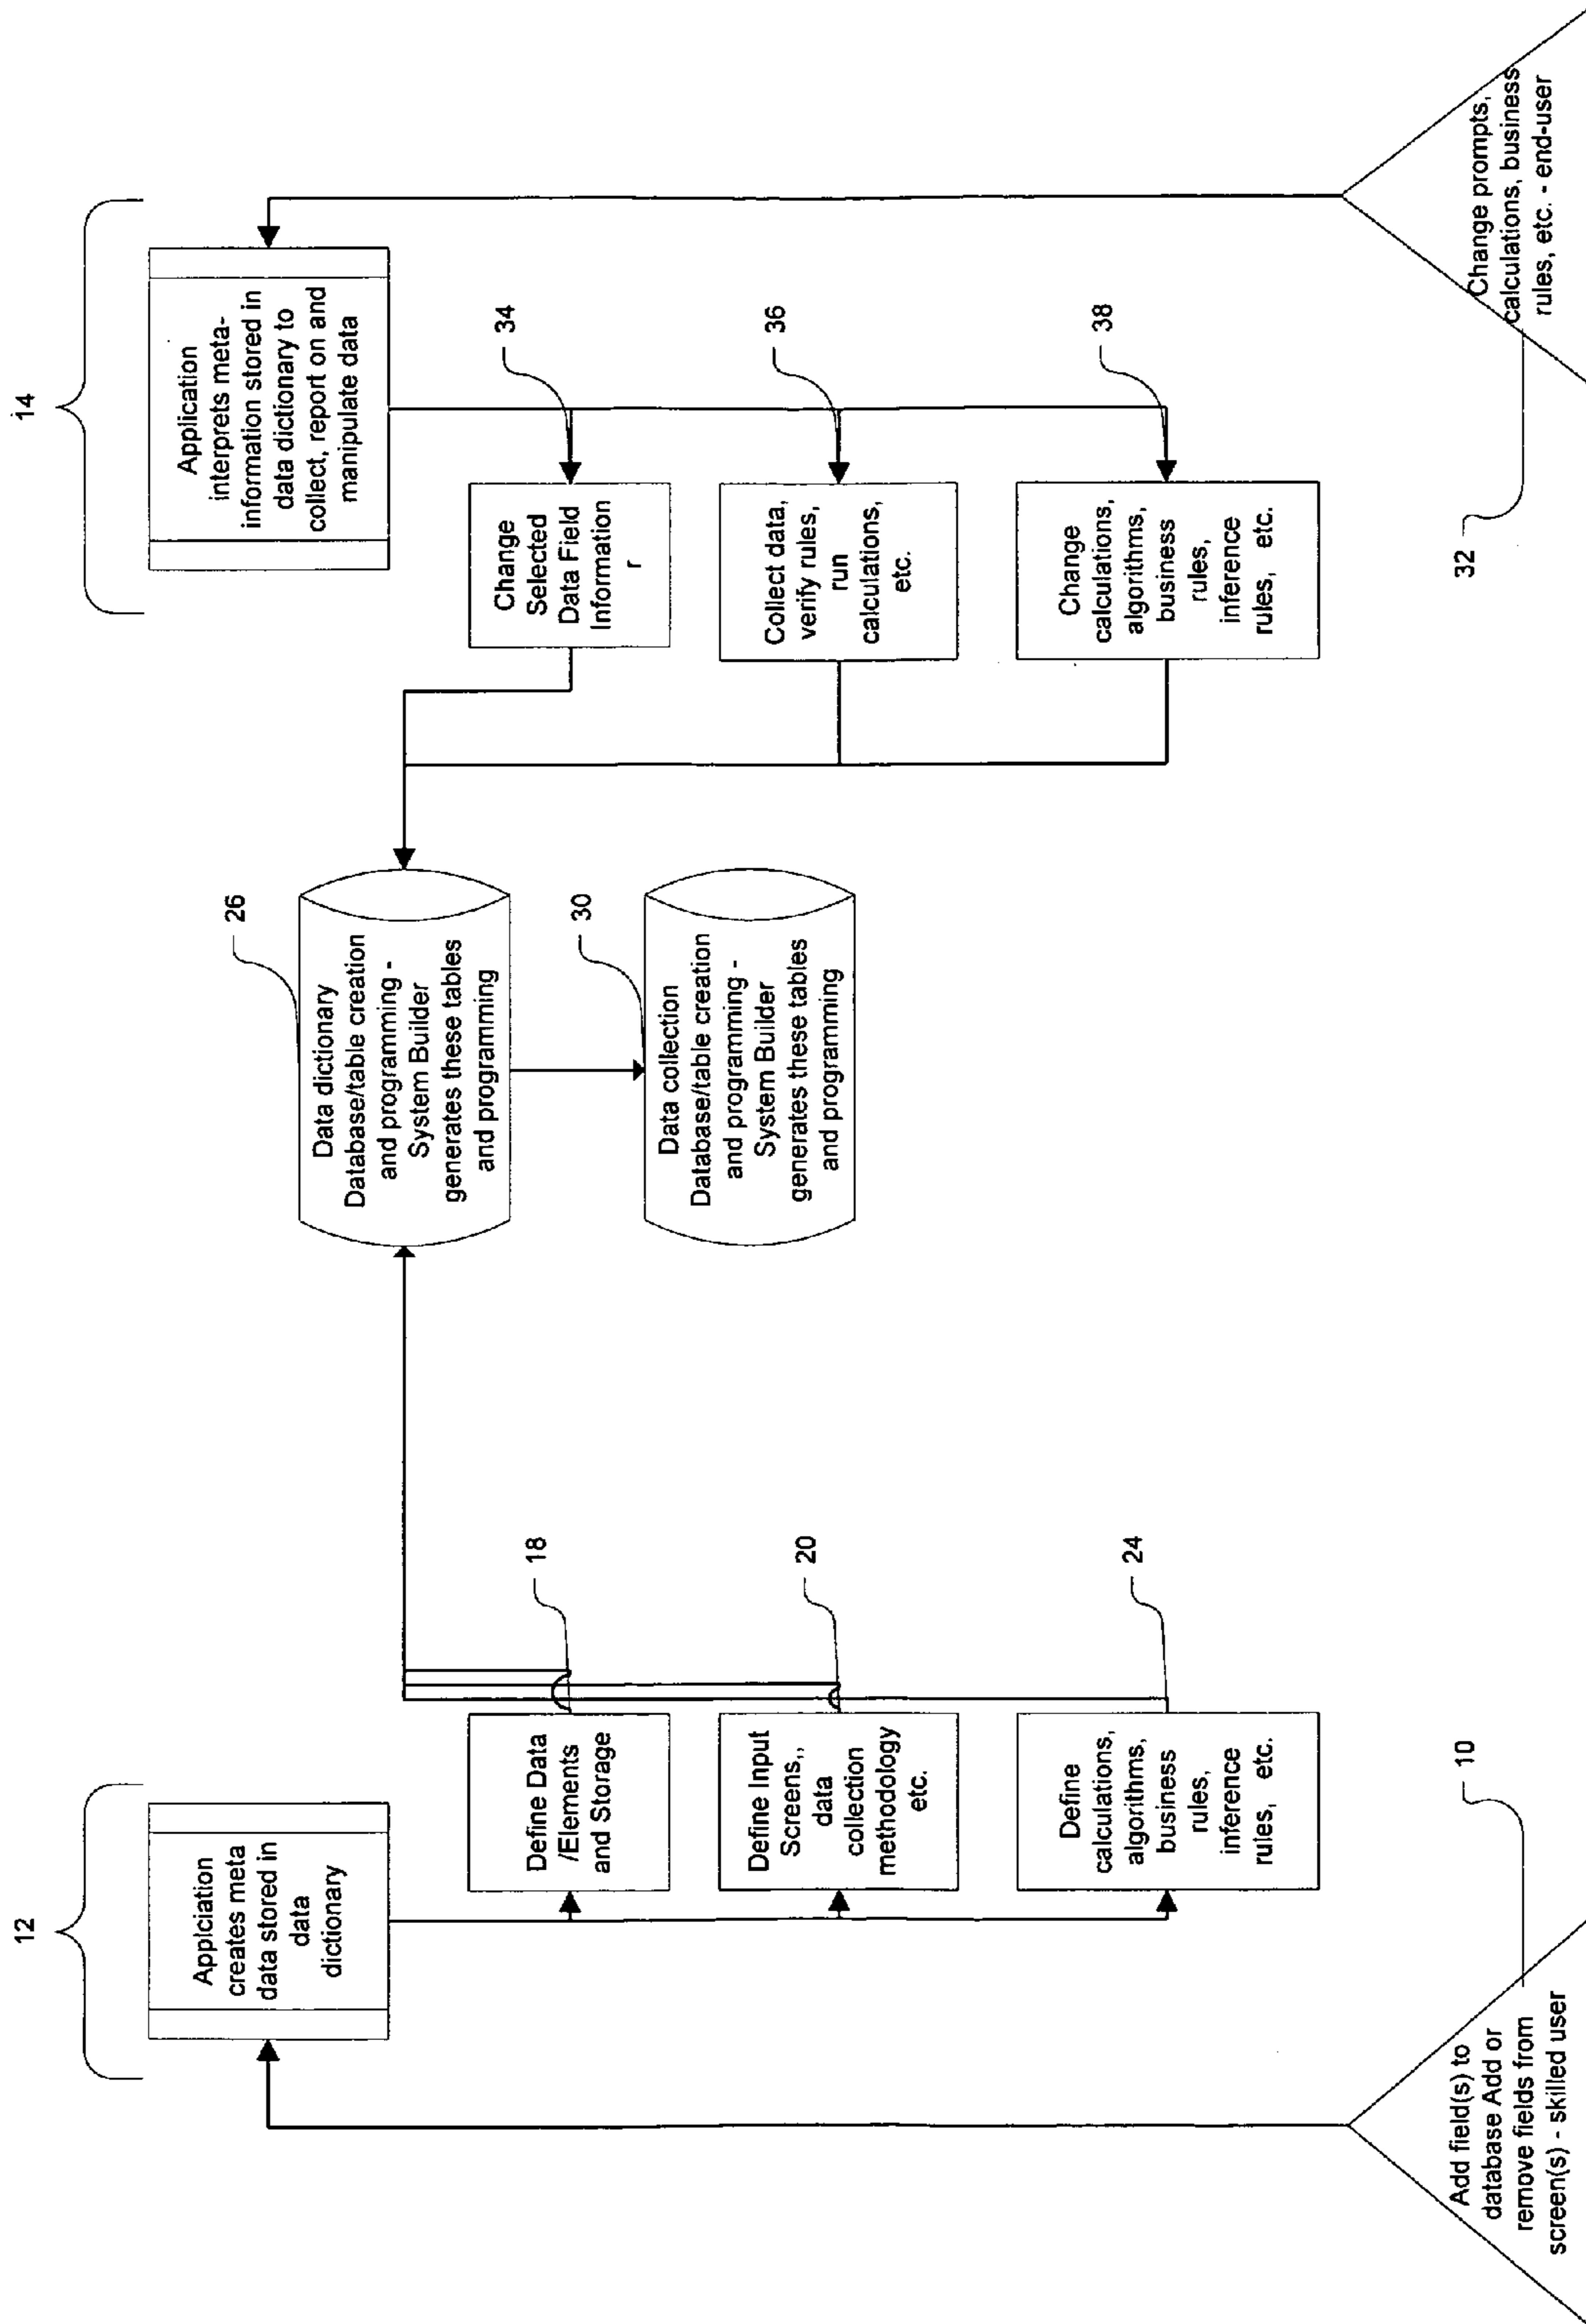 12
Applciation
creates meta
data stored in
data
dictionary
Define Data
/Elements
and Storage
18
Define Input
Screens,,
data
collection
methodology
etc.
20
Define
calculations,
algorithms,
business
rules,
inference
rules, etc.
24
Add field(s) to
database Add or
remove fields from
screen(s) - skilled user
10
26
Data dictionary
Database/table creation
and programming -
System Builder
generates these tables
and programming
30
Data collection
Database/table creation
and programming -
System Builder
generates these tables
and programming
14
Application
interprets meta-
information stored in
data dictionary to
collect, report on and
manipulate data
Change
Selected
Data Field
Information
r
34
Collect data,
verify rules,
run
calculations,
etc.
36
Change
calculations,
algorithms,
business
rules,
inference
rules, etc.
38
32
Change prompts,
calculations, business
rules, etc. - end-user